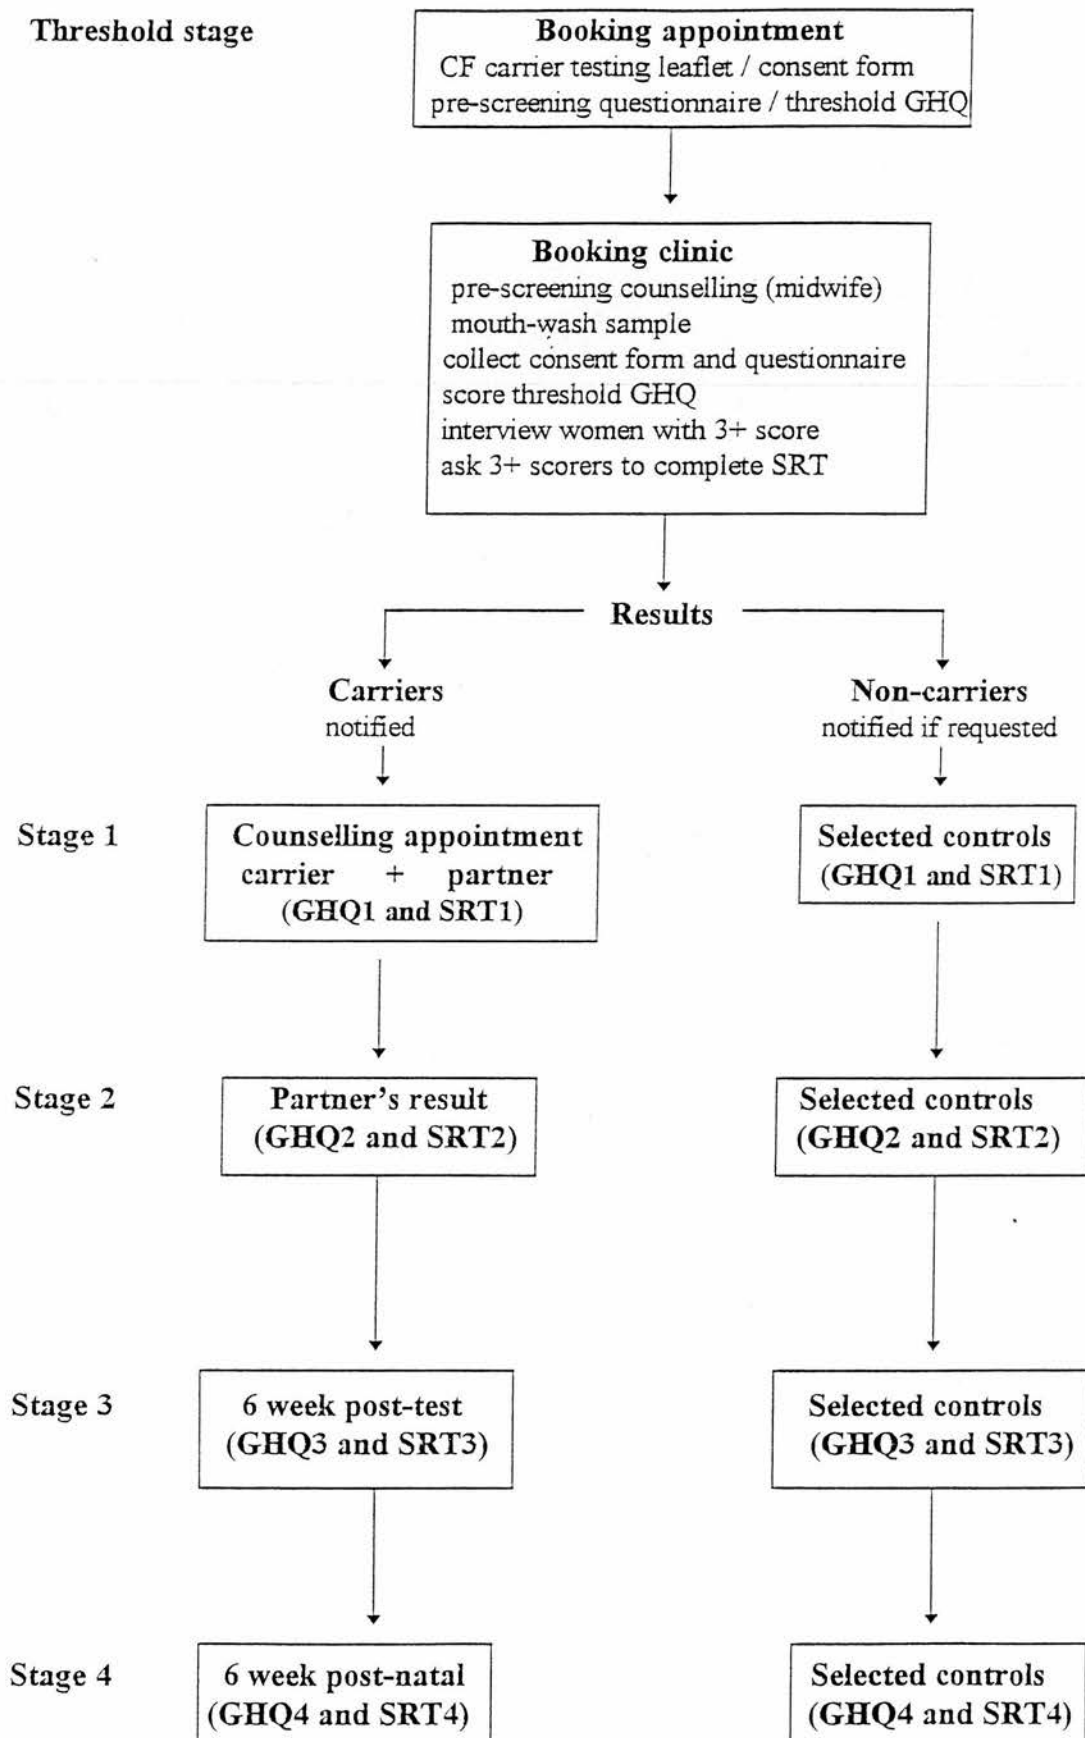 Threshold stage
Booking appointment
CF carrier testing leaflet / consent form
pre-screening questionnaire / threshold GHQ
Booking clinic
pre-screening counselling (midwife)
mouth-wash sample
collect consent form and questionnaire
score threshold GHQ
interview women with 3+ score
ask 3+ scorers to complete SRT
Results
Carriers
notified
Non-carriers
notified if requested
Stage 1
Counselling appointment
carrier + partner
(GHQ1 and SRT1)
Selected controls
(GHQ1 and SRT1)
Stage 2
Partner's result
(GHQ2 and SRT2)
Selected controls
(GHQ2 and SRT2)
Stage 3
6 week post-test
(GHQ3 and SRT3)
Selected controls
(GHQ3 and SRT3)
Stage 4
6 week post-natal
(GHQ4 and SRT4)
Selected controls
(GHQ4 and SRT4)